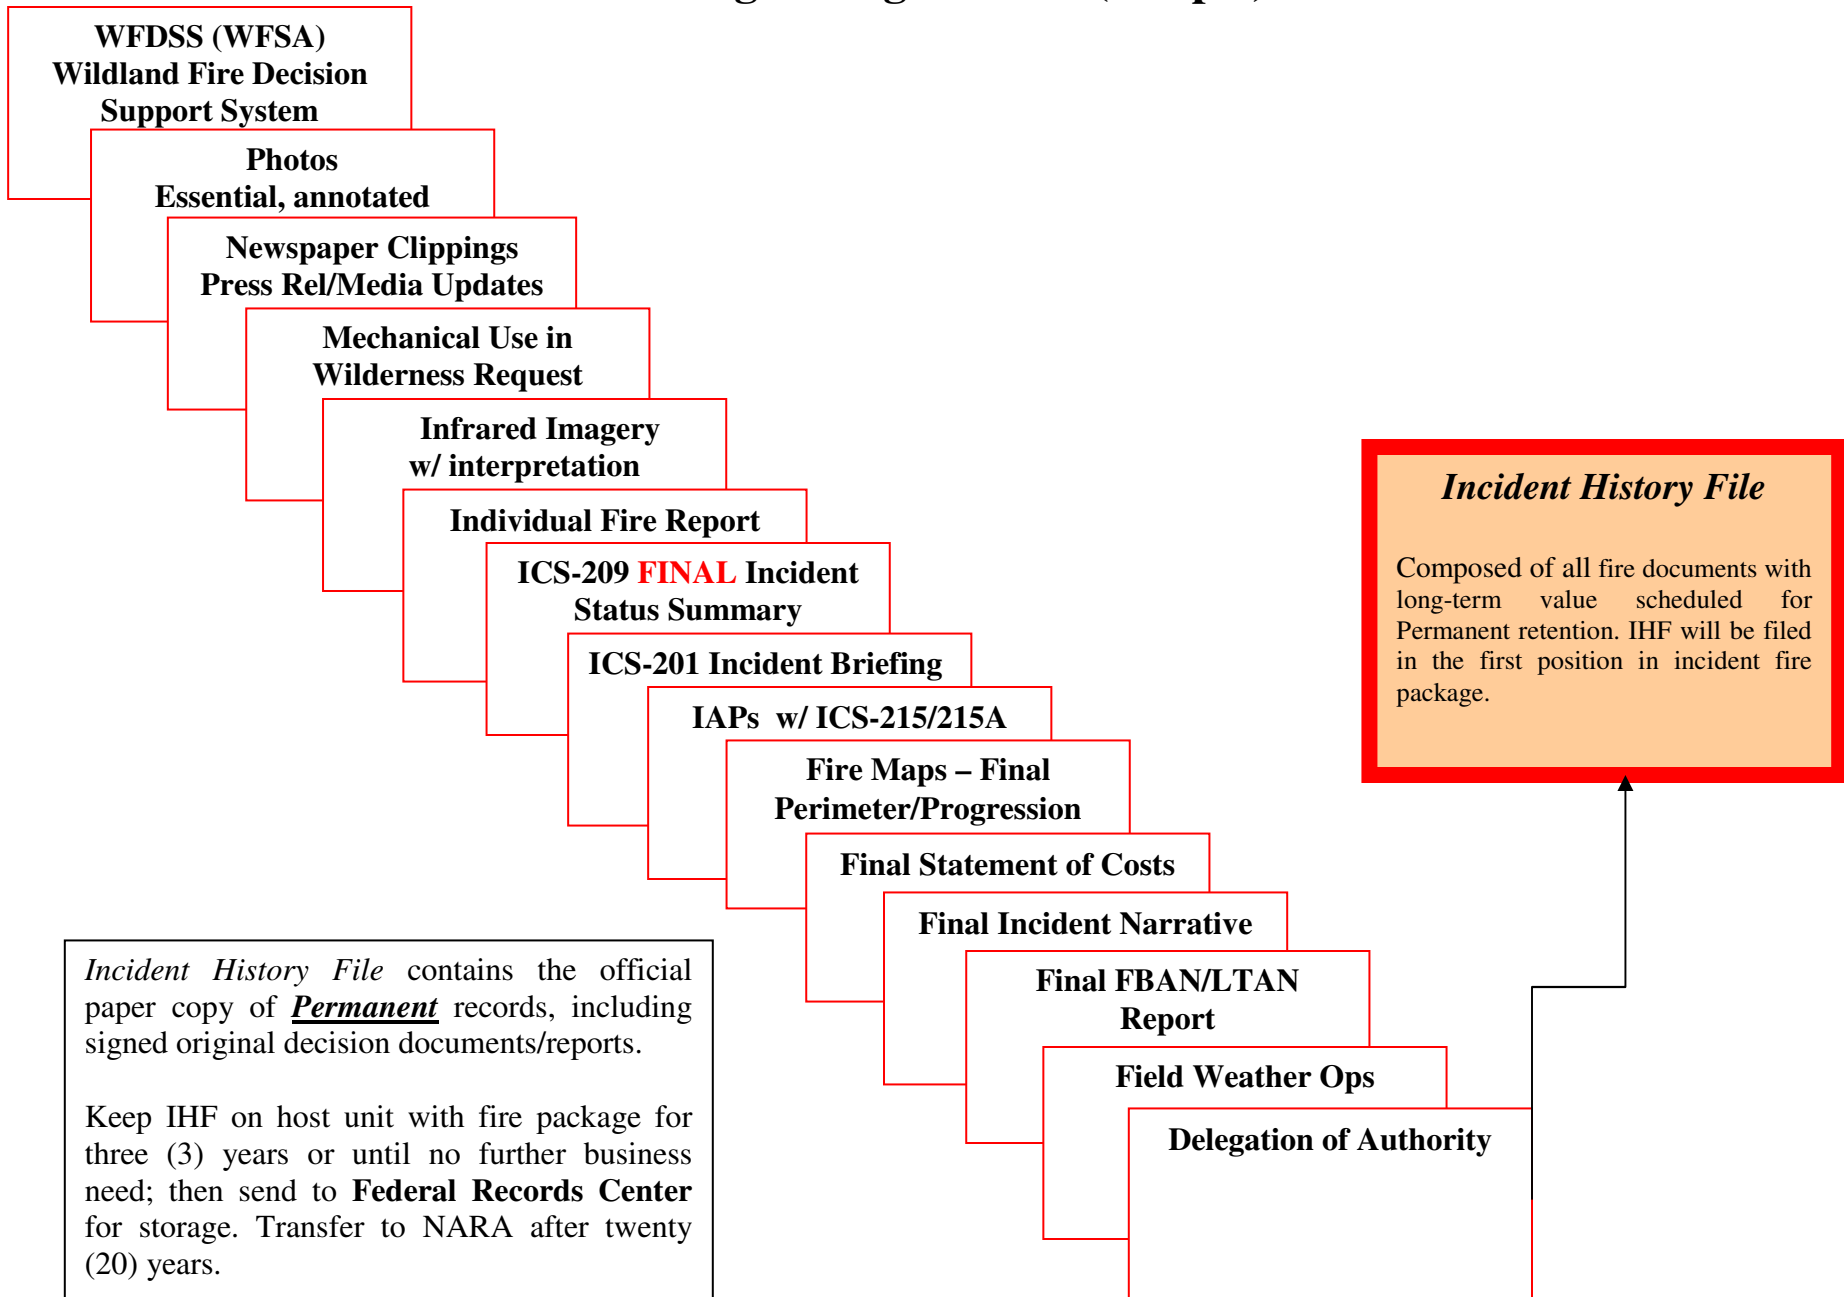 WFDSS (WFSA)
Wildland Fire Decision
Support System
Photos
Essential, annotated
Newspaper Clippings
Press Rel/Media Updates
Mechanical Use in
Wilderness Request
Infrared Imagery
w/ interpretation
Individual Fire Report
ICS-209 FINAL Incident
Status Summary
ICS-201 Incident Briefing
IAPs w/ ICS-215/215A
Fire Maps – Final
Perimeter/Progression
Final Statement of Costs
Final Incident Narrative
Final FBAN/LTAN
Report
Field Weather Ops
Delegation of Authority
Incident History File
Composed of all fire documents with
long-term value scheduled for
Permanent retention. IHF will be filed
in the first position in incident fire
package.
Incident History File contains the official
paper copy of Permanent records, including
signed original decision documents/reports.
Keep IHF on host unit with fire package for
three (3) years or until no further business
need; then send to Federal Records Center
for storage. Transfer to NARA after twenty
(20) years.